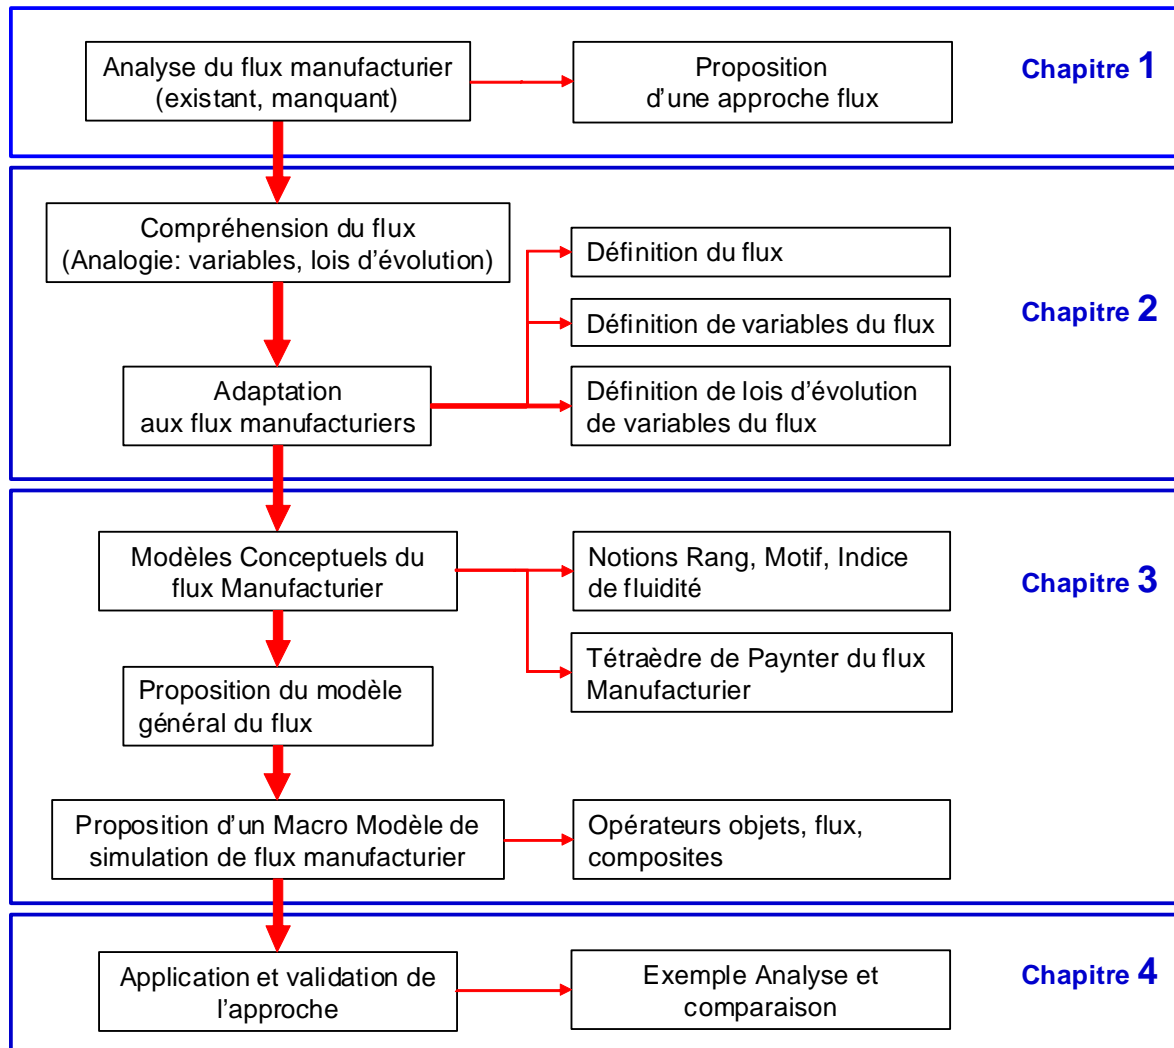 Analyse du flux manufacturier
(existant, manquant)
Proposition
d'une approche flux
Chapitre 1
Compréhension du flux
(Analogie: variables, lois d'évolution)
Définition du flux
Définition de variables du flux
Chapitre 2
Adaptation
aux flux manufacturiers
Définition de lois d'évolution
de variables du flux
Modèles Conceptuels du
flux Manufacturier
Notions Rang, Motif, Indice
de fluidité
Chapitre 3
Tétraèdre de Paynter du flux
Manufacturier
Proposition du modèle
général du flux
Proposition d'un Macro Modèle de
simulation de flux manufacturier
Opérateurs objets, flux,
composites
Application et validation de
l'approche
Exemple Analyse et
comparaison
Chapitre 4